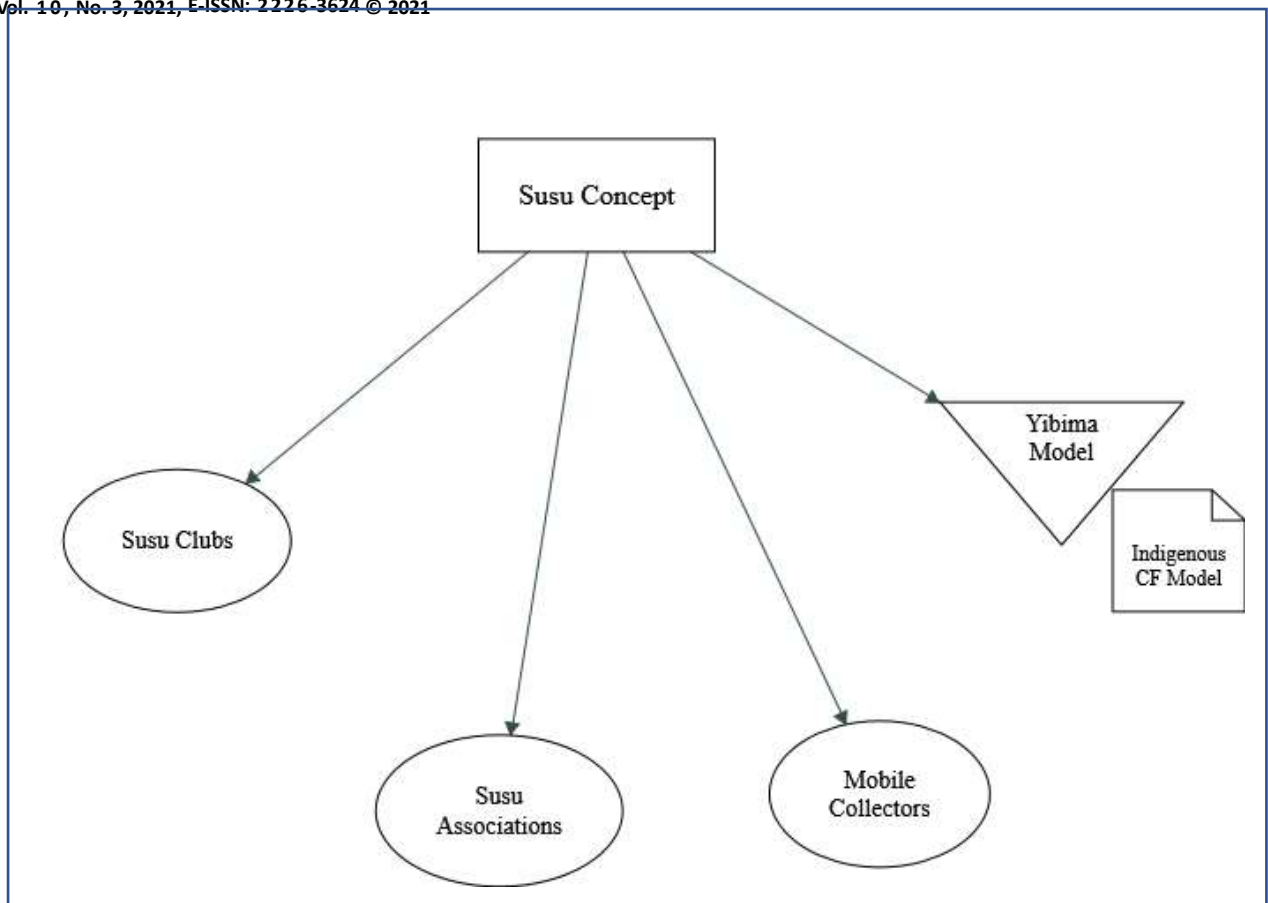 Vol. 10, No. 3, 2021, E-ISSN: 2226-3624 © 2021
Susu Concept
Yibima
Model
Indigenous
CF Model
Susu Clubs
Susu
Associations
Mobile
Collectors